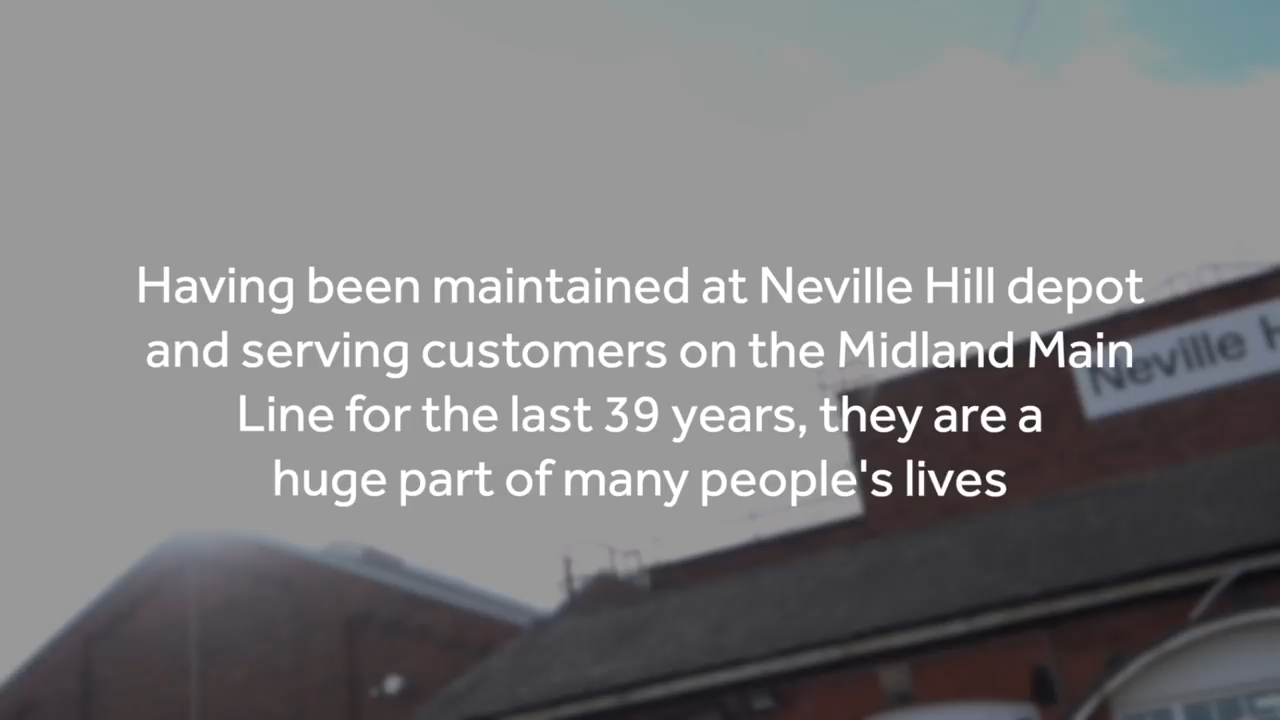 Having been maintained at Neville Hill depot
and serving customers on the Midland Main
Line for the last 39 years, they are a
huge part of many people's lives
Neville H